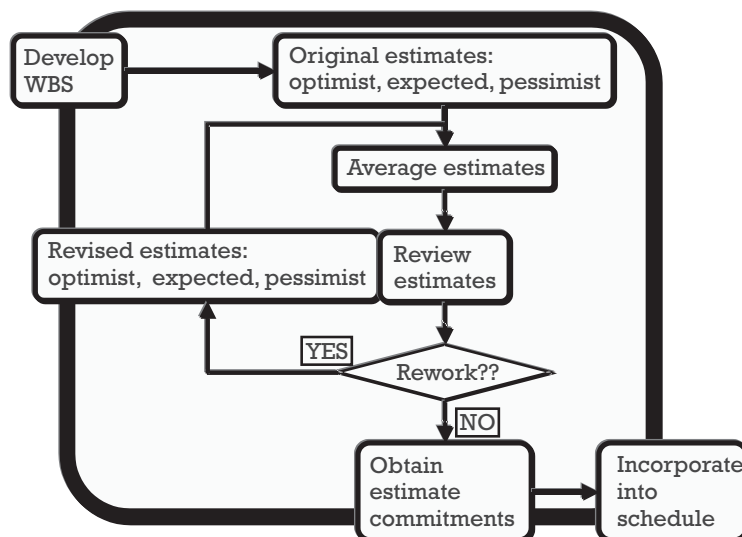 Develop
WBS
Original estimates:
optimist, expected, pessimist
Average estimates
Revised estimates:
optimist, expected, pessimist
Review
estimates
YES
Rework??
NO
Obtain
estimate
commitments
Incorporate
into
schedule